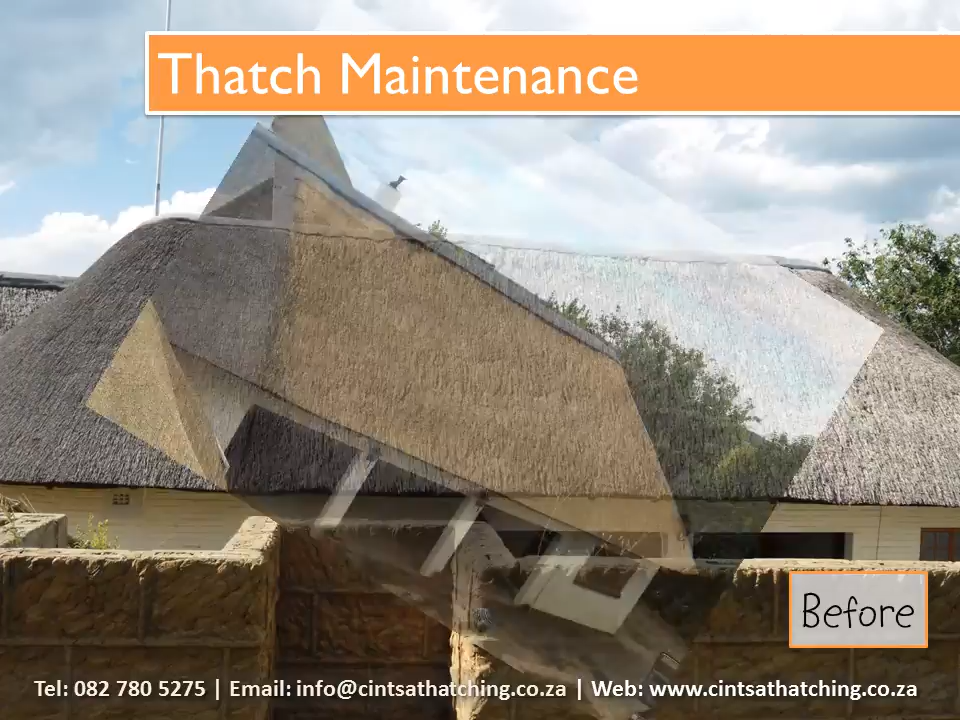 Thatch Maintenance
Before
Tel: 082 780 5275 | Email: info@cintsathatching.co.za | Web: www.cintsathatching.co.za